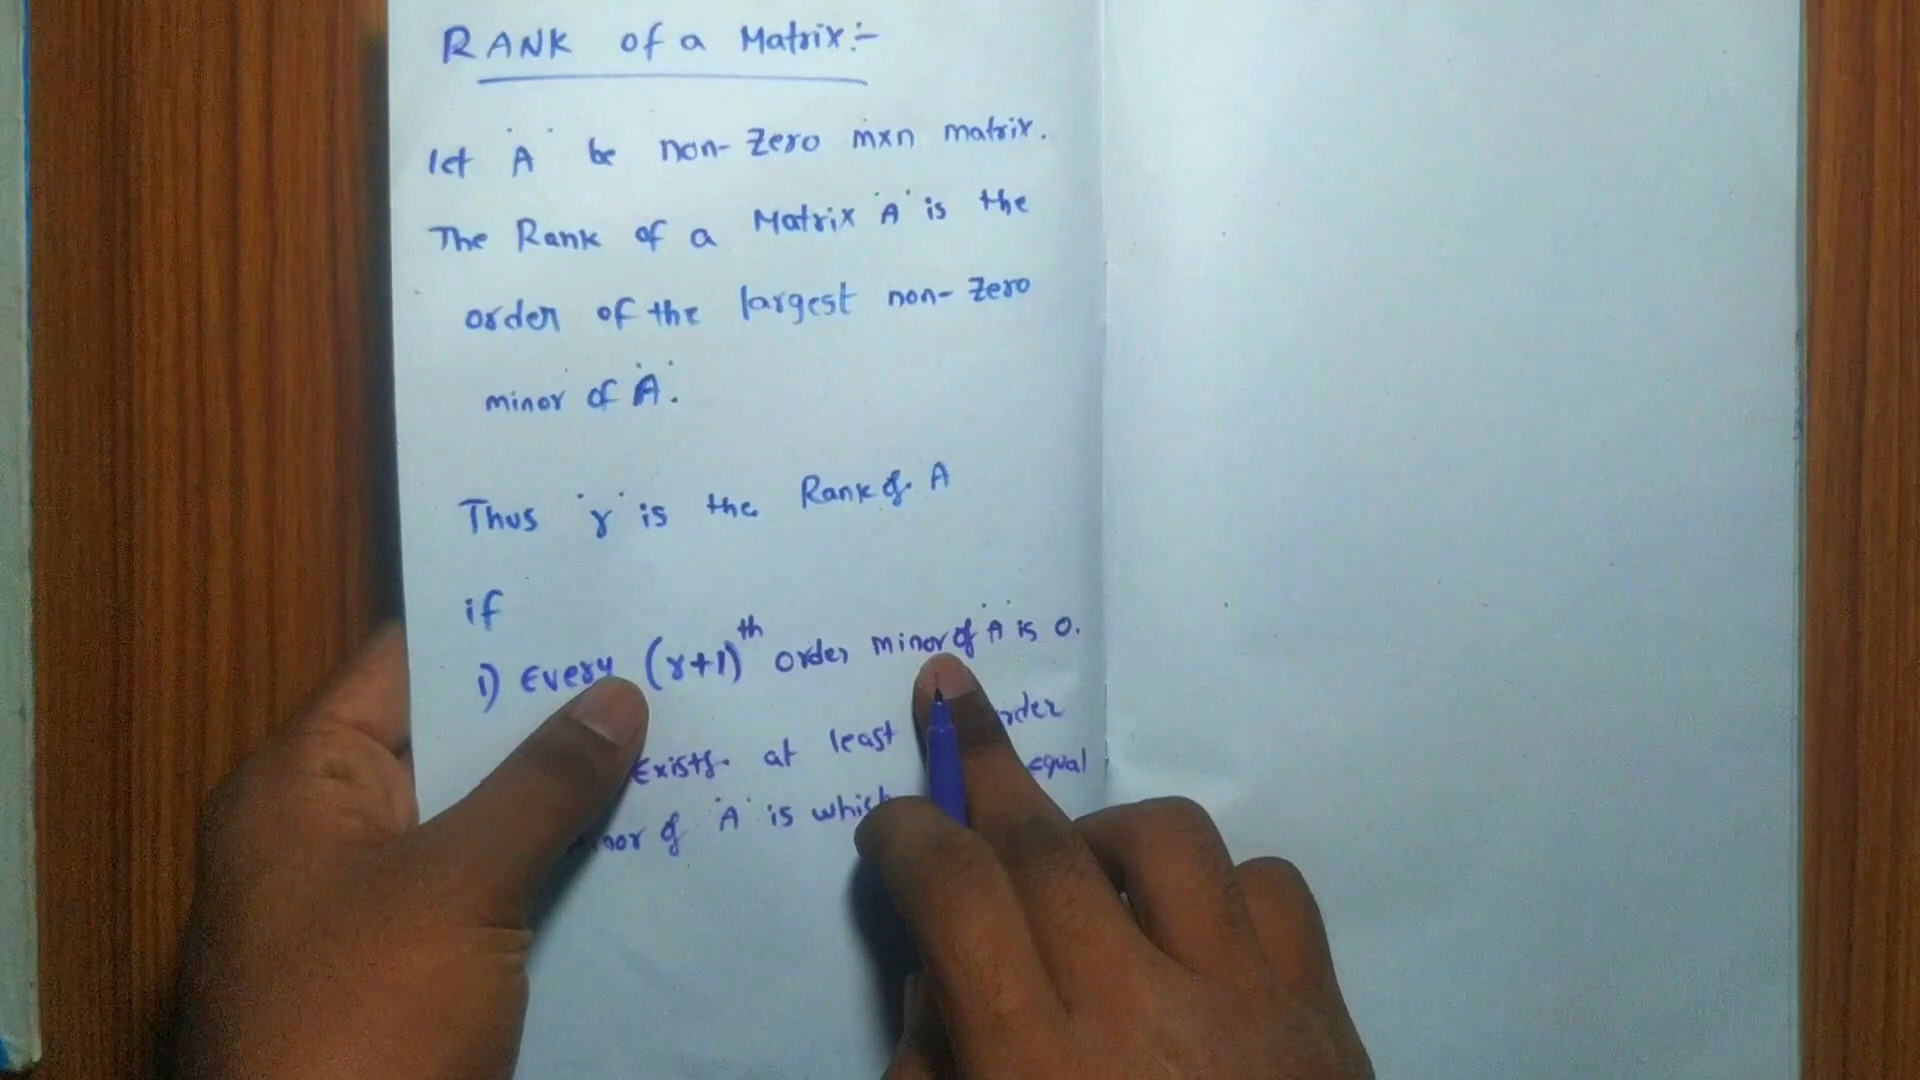 RANK of a Matrix:-
let 'A' be non-zero mxn matrix.
The Rank of a Matrix 'A' is the
order of the largest non-zero
minor of 'A'.
Thus 'r' is the Rank of A
if
i) Every (r+1)th order minor of 'A' is 0.
Exists at least
equal
of 'A' is which